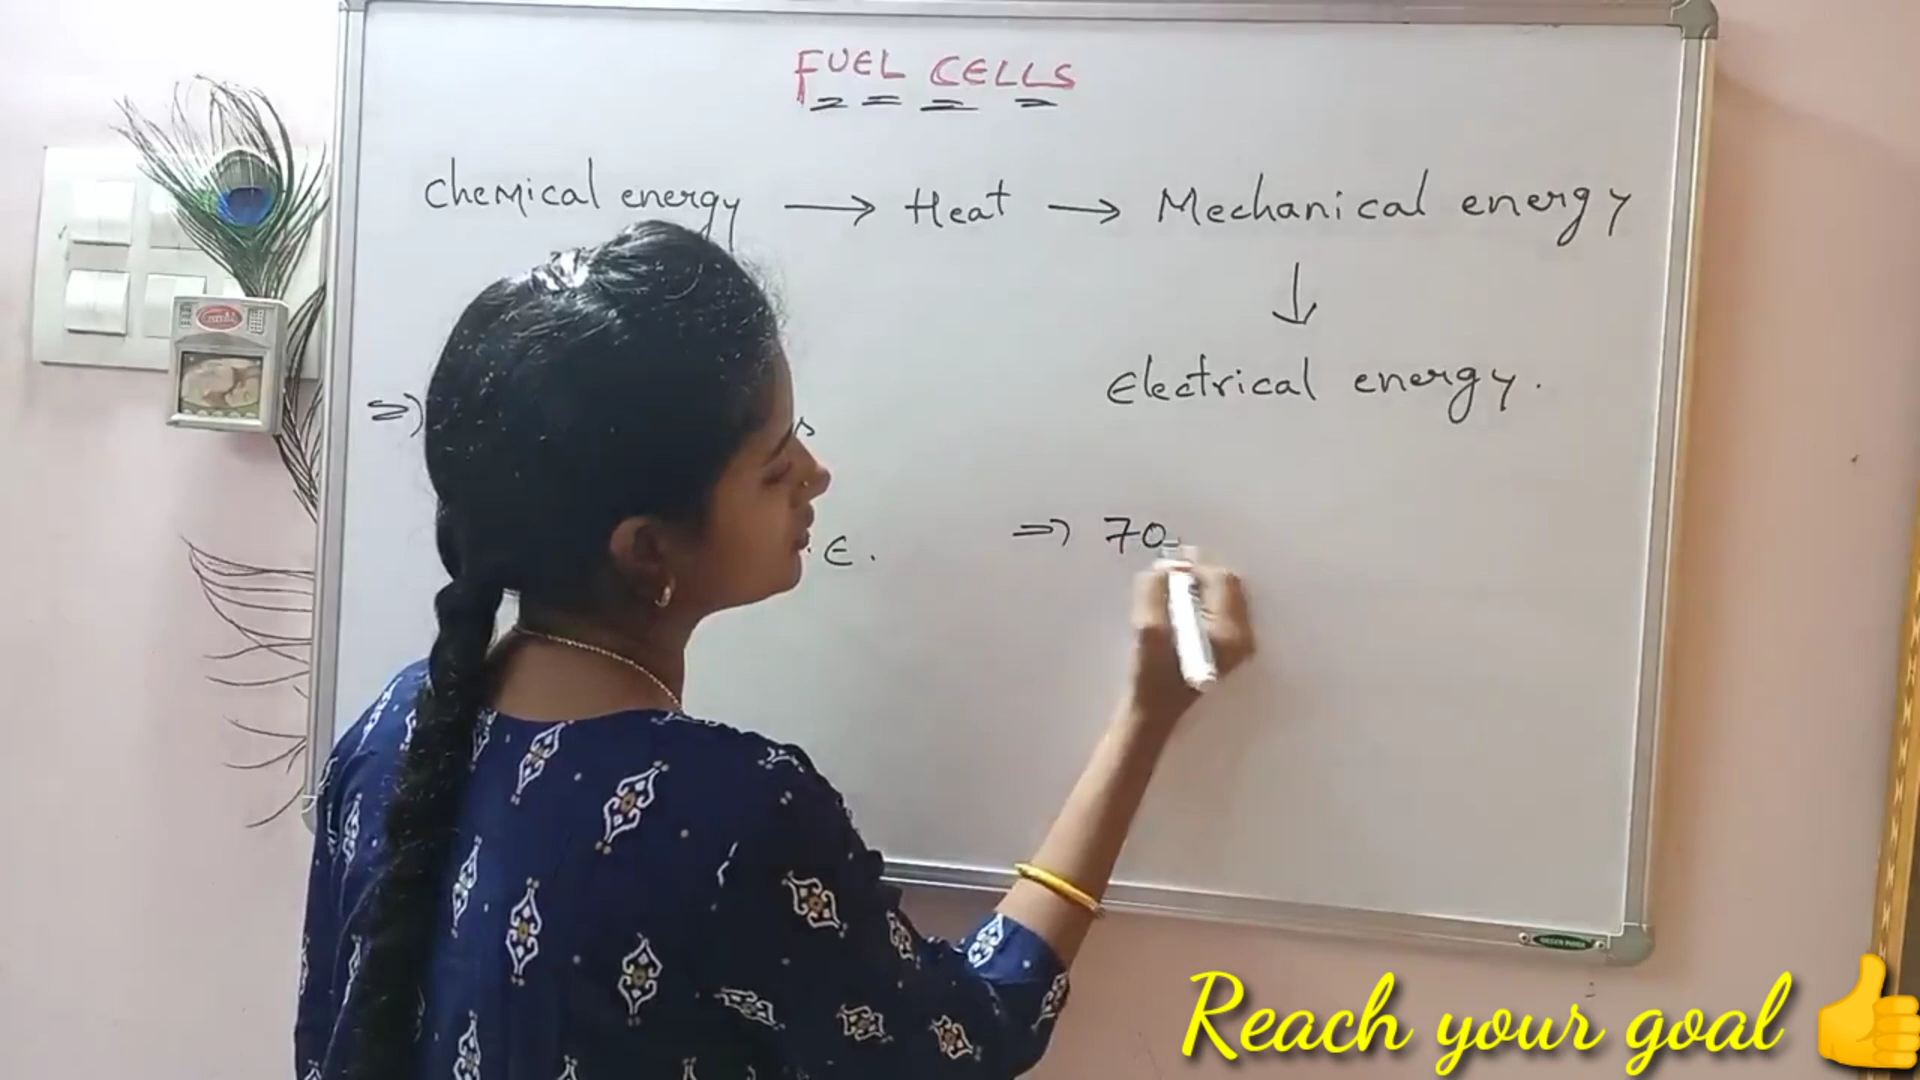 FUEL CELLS
Chemical energy → Heat → Mechanical energy
↓
Electrical energy.
⇒
⇒ 70
E.
Reach your goal 👍